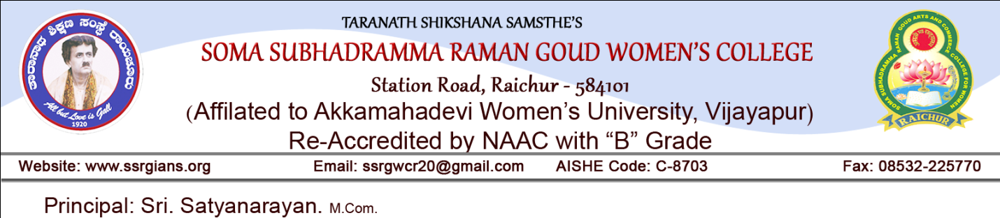 TARANATH SHIKSHANA SAMSTHE'S
SOMA SUBHADRAMMA RAMAN GOUD WOMEN'S COLLEGE
Station Road, Raichur - 584101
(Affilated to Akkamahadevi Women's University, Vijayapur)
Re-Accredited by NAAC with “B” Grade
ತಾರಾನಾಥ ಶಿಕ್ಷಣ ಸಂಸ್ಥೆ ರಾಯಚೂರು
All but Love is Gall
1920
SOMA SUBHADRAMMA RAMAN GOUD ARTS AND COMMERCE COLLEGE FOR WOMEN
RAICHUR
Website: www.ssrgians.org Email: ssrgwcr20@gmail.com AISHE Code: C-8703 Fax: 08532-225770
Principal: Sri. Satyanarayan. M.Com.